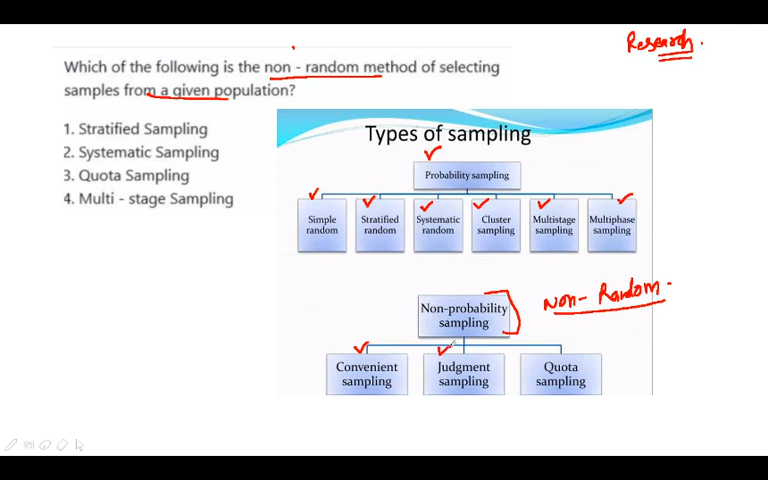 Research.
Which of the following is the non - random method of selecting
samples from a given population?
1. Stratified Sampling
2. Systematic Sampling
3. Quota Sampling
4. Multi - stage Sampling
Types of sampling
Probability sampling
Simple random
Stratified random
Systematic random
Cluster sampling
Multistage sampling
Multiphase sampling
Non-probability
sampling
Non- Random.
Convenient sampling
Judgment sampling
Quota sampling